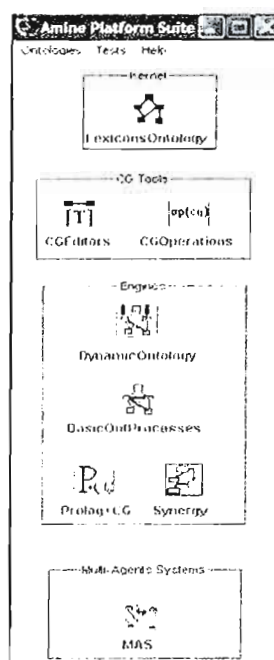 Amine Platform Suite
Ontologies Tests Help
Kernel
LexiconsOntology
CG Tools
[T] op(cg)
CGEditors CGOperations
Engines
DynamicOntology
BasicOntProcesses
Prolog+CG Synergy
Multi-Agents Systems
MAS